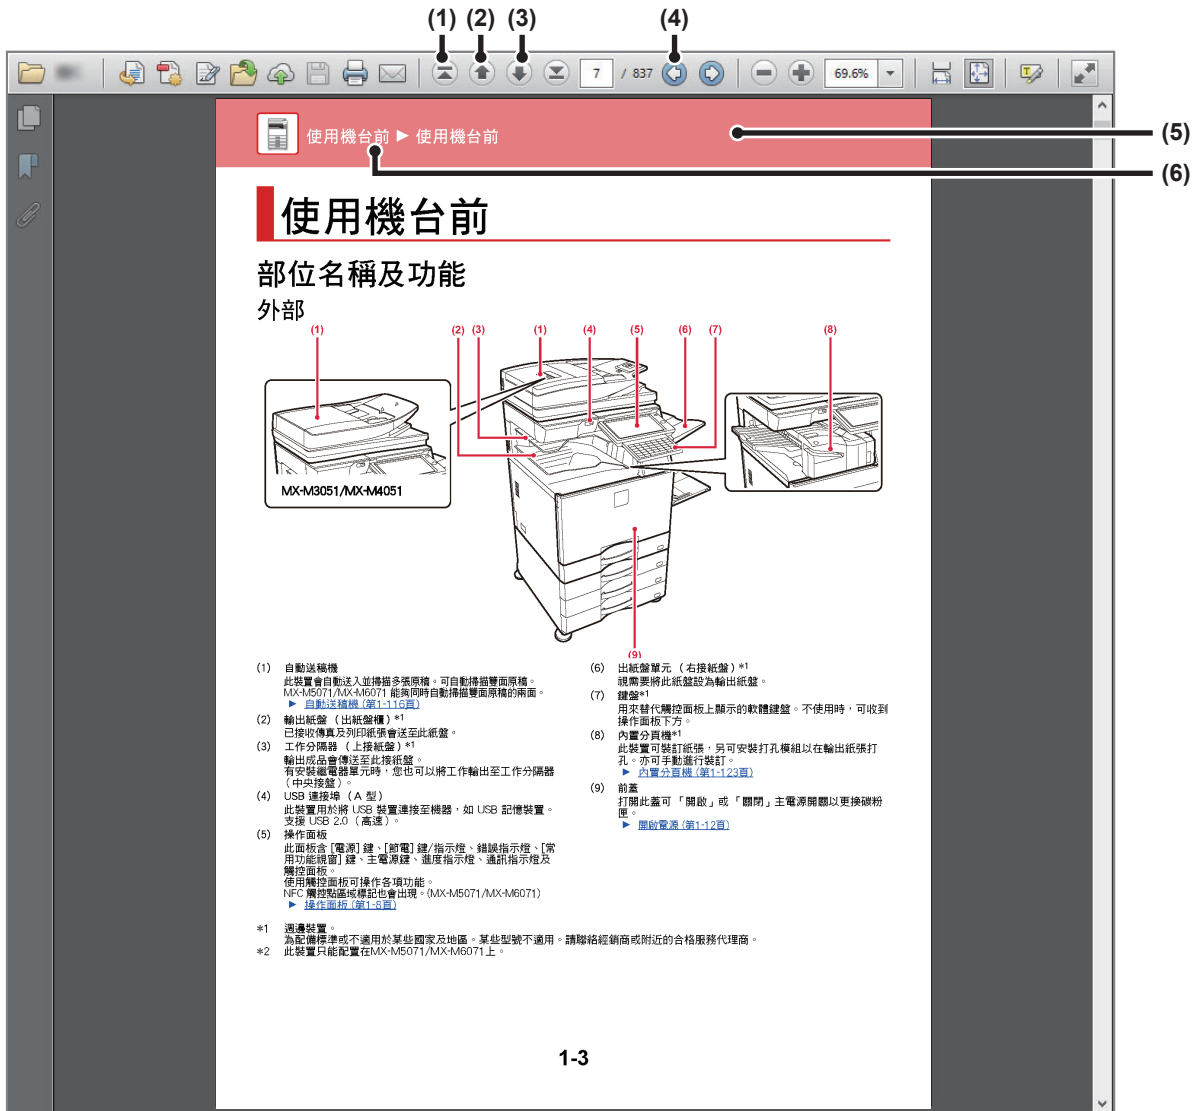 (1) (2) (3) (4)
7 / 837 69.6%
(5)
(6)
使用機台前 ► 使用機台前
使用機台前
部位名稱及功能
外部
(1) (2) (3) (1) (4) (5) (6) (7) (8)
MX-M3051/MX-M4051
(9)
(1) 自動送稿機
此裝置會自動送入並掃描多張原稿。可自動掃描雙面原稿。
MX-M5071/MX-M6071 能夠同時自動掃描雙面原稿的兩面。
► 自動送稿機 (第1-116頁)
(2) 輸出紙盤 （出紙盤櫃）*1
已接收傳真及列印紙張會送至此紙盤。
(3) 工作分隔器 （上接紙盤）*1
輸出成品會傳送至此接紙盤。
有安裝繼電器單元時，您也可以將工作輸出至工作分隔器
（中央接盤）。
(4) USB 連接埠 （A 型）
此裝置用於將 USB 裝置連接至機器，如 USB 記憶裝置。
支援 USB 2.0 （高速）。
(5) 操作面板
此面板含 [電源] 鍵、[節電] 鍵/指示燈、錯誤指示燈、[常
用功能視窗] 鍵、主電源鍵、進度指示燈、通訊指示燈及
觸控面板。
使用觸控面板可操作各項功能。
NFC 觸控點區域標記也會出現。(MX-M5071/MX-M6071)
► 操作面板 (第1-8頁)
(6) 出紙盤單元 （右接紙盤）*1
視需要將此紙盤設為輸出紙盤。
(7) 鍵盤*1
用來替代觸控面板上顯示的軟體鍵盤。不使用時，可收到
操作面板下方。
(8) 內置分頁機*1
此裝置可裝訂紙張，另可安裝打孔模組以在輸出紙張打
孔。亦可手動進行裝訂。
► 內置分頁機 (第1-123頁)
(9) 前蓋
打開此蓋可 「開啟」或 「關閉」主電源開關以更換碳粉
匣。
► 開啟電源 (第1-12頁)
*1 週邊裝置。
為配備標準或不適用於某些國家及地區。某些型號不適用。請聯絡經銷商或附近的合格服務代理商。
*2 此裝置只能配置在MX-M5071/MX-M6071上。
1-3